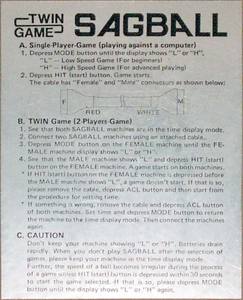 TWIN
GAME
SAGBALL
A. Single-Player-Game (playing against a computer)
1. Depress MODE button until the display shows "L" or "H",
"L" — Low Speed Game (For beginners)
"H" — High Speed Game (For advanced playing)
2. Depress HIT (start) button. Game starts.
The cable has "Female" and "Male" connectors as shown below:
F
M
RED
WHITE
B. TWIN Game (2-Players-Game)
1. See that both SAGBALL machines are in the time display mode.
2. Connect two SAGBALL machines using an attached cable.
3. Depress MODE button on the FEMALE machine until the FE-
MALE machine display shows "L" or "H".
4. See that the MALE machine shows "L" and depress HIT (start)
button on the FEMALE machine. A game starts on both machines.
* If HIT (start) button on the FEMALE machine is depressed before
the MALE machine shows "L", a game don't start. If that is so,
please remove the cable, depress ACL button and then start from
the procedure for setting time.
* If something is wrong, remove the cable and depress ACL button
of both machines. Set time and depress MODE button to return
the machine to the time display mode. Then connect the machines
again.
C. CAUTION
Don't keep your machine showing "L" or "H". Batteries drain
rapidly. When you don't play SAGBALL after the selection of
games, please keep your machine in the time display mode.
Further, the speed of a ball becomes irregular during the process
of a game unless HIT (start) button is depressed within 30 seconds
to start the game selected. If that is so, please depress MODE
button until the display shows "L" or "H" again.